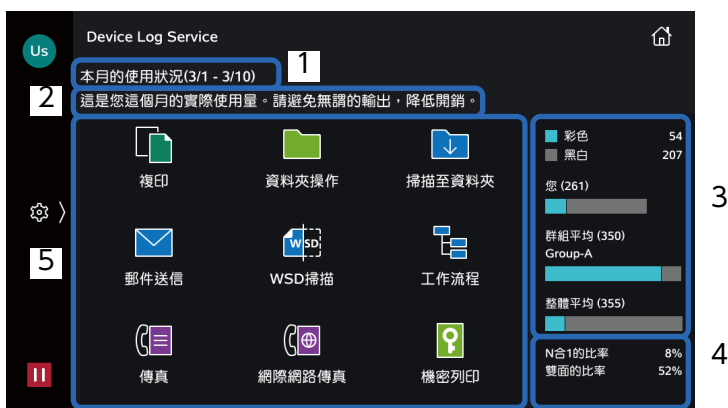 Us
Device Log Service
1
本月的使用狀況(3/1 - 3/10)
2
這是您這個月的實際使用量。請避免無謂的輸出，降低開銷。
複印
資料夾操作
掃描至資料夾
郵件送信
WSD
WSD掃描
工作流程
傳真
網際網路傳真
機密列印
彩色 54
黑白 207
您 (261)
群組平均 (350)
Group-A
整體平均 (355)
3
N合1的比率 8%
雙面的比率 52%
4
5